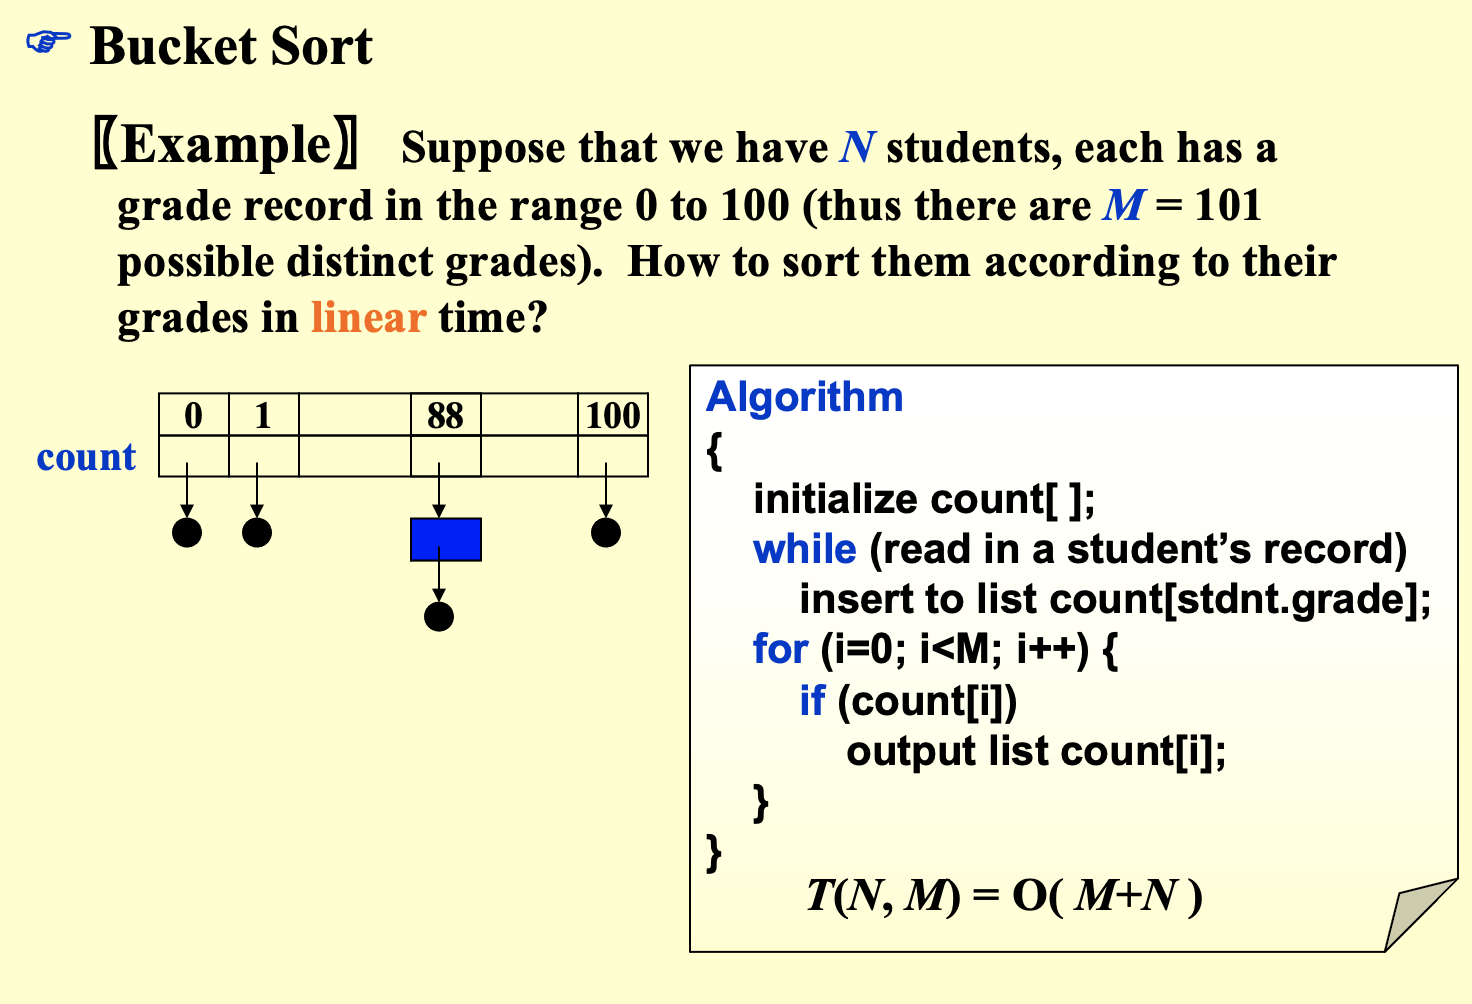 ☞ Bucket Sort
〖Example〗 Suppose that we have N students, each has a
grade record in the range 0 to 100 (thus there are M = 101
possible distinct grades). How to sort them according to their
grades in linear time?
0 1 88 100
count
Algorithm
{
initialize count[ ];
while (read in a student’s record)
insert to list count[stdnt.grade];
for (i=0; i<M; i++) {
if (count[i])
output list count[i];
}
}
T(N, M) = O( M+N )